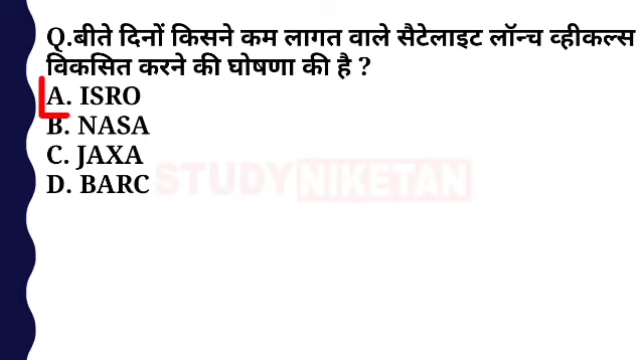 Q.बीते दिनों किसने कम लागत वाले सैटेलाइट लॉन्च व्हीकल्स
विकसित करने की घोषणा की है ?
A. ISRO
B. NASA
C. JAXA
D. BARC
STUDY NIKETAN